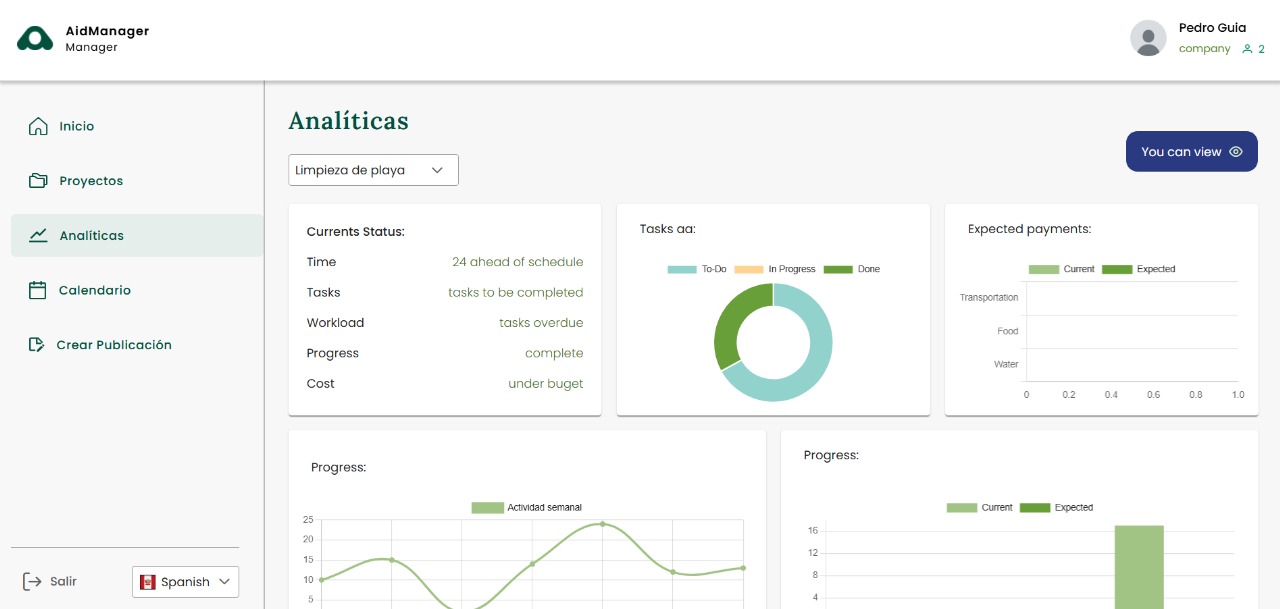 AidManager
Manager
Pedro Guia
company 2
Inicio
Proyectos
Analíticas
Calendario
Crear Publicación
Salir
Spanish
Analíticas
Limpieza de playa
You can view
Currents Status:
Time 24 ahead of schedule
Tasks tasks to be completed
Workload tasks overdue
Progress complete
Cost under buget
Tasks aa:
To-Do In Progress Done
Expected payments:
Current Expected
Transportation
Food
Water
0 0.2 0.4 0.6 0.8 1.0
Progress:
Actividad semanal
25
20
15
10
5
Progress:
Current Expected
16
12
8
4